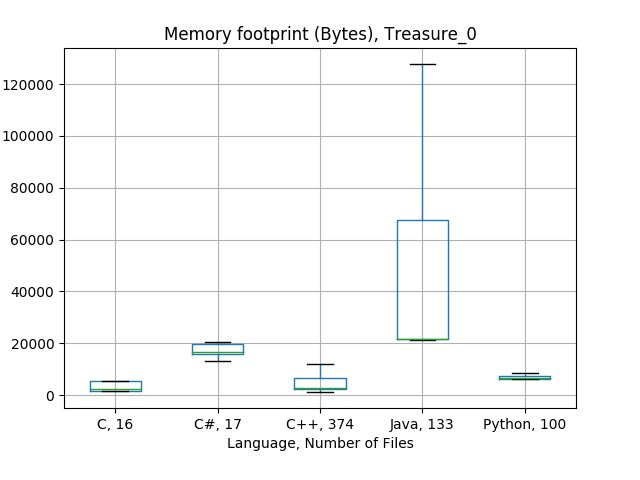 Memory footprint (Bytes), Treasure_0
120000
100000
80000
60000
40000
20000
0
C, 16
C#, 17
C++, 374
Java, 133
Python, 100
Language, Number of Files